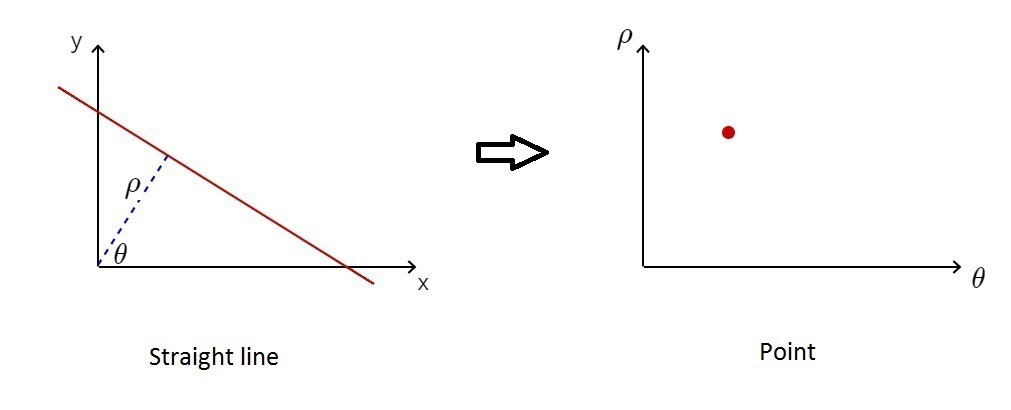 y
ρ
θ
x
Straight line
ρ
θ
Point